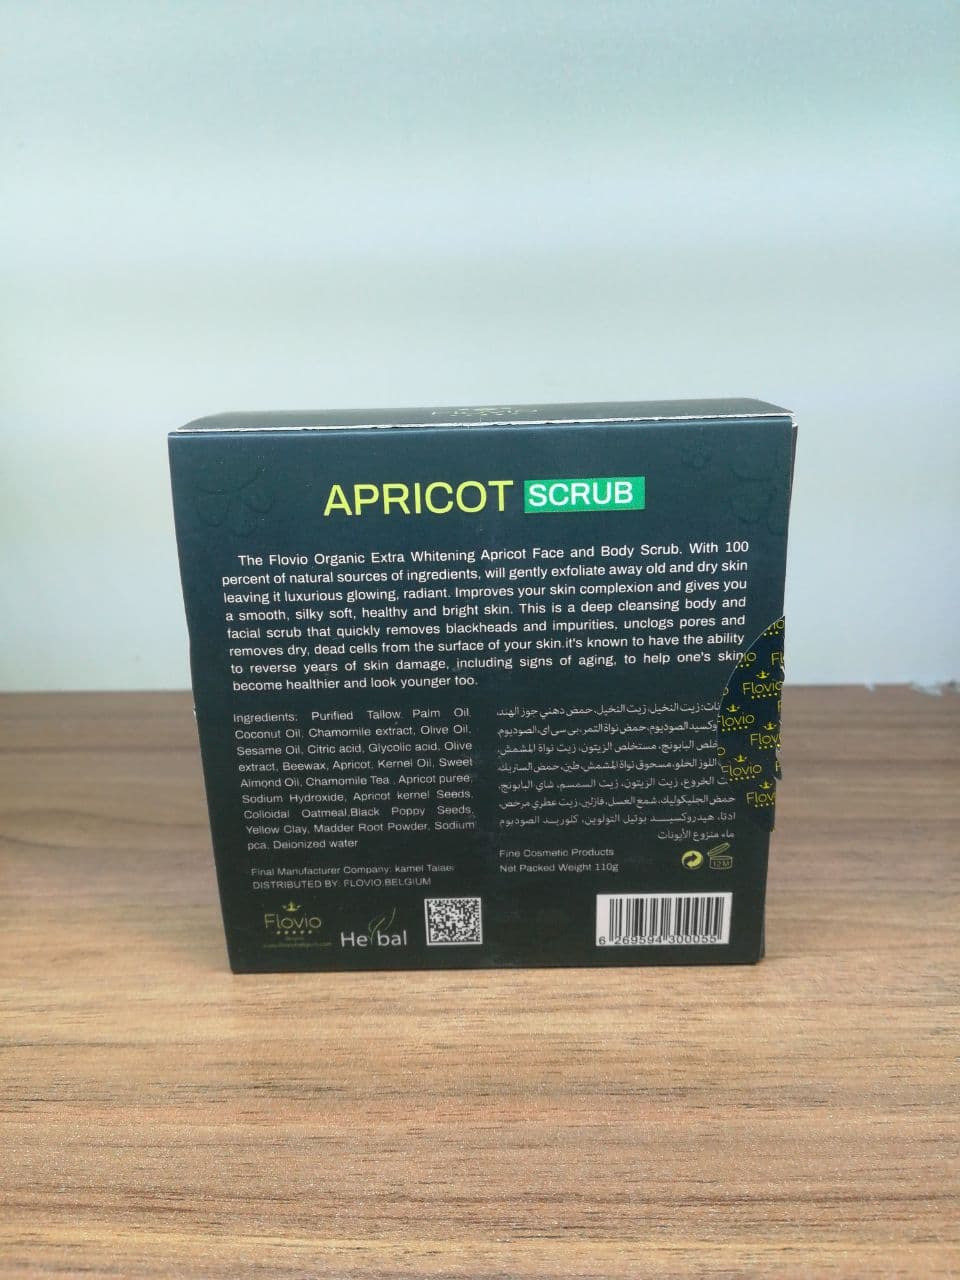 APRICOT SCRUB
The Flovio Organic Extra Whitening Apricot Face and Body Scrub. With 100
percent of natural sources of ingredients, will gently exfoliate away old and dry skin
leaving it luxurious glowing, radiant. Improves your skin complexion and gives you
a smooth, silky soft, healthy and bright skin. This is a deep cleansing body and
facial scrub that quickly removes blackheads and impurities, unclogs pores and
removes dry, dead cells from the surface of your skin.it's known to have the ability
to reverse years of skin damage, including signs of aging, to help one's skin
become healthier and look younger too.
Ingredients: Purified Tallow. Palm Oil,
Coconut Oil, Chamomile extract, Olive Oil,
Sesame Oil, Citric acid, Glycolic acid, Olive
extract, Beewax, Apricot, Kernel Oil, Sweet
Almond Oil, Chamomile Tea , Apricot puree,
Sodium Hydroxide, Apricot kernel Seeds,
Colloidal Oatmeal,Black Poppy Seeds,
Yellow Clay, Madder Root Powder, Sodium
pca, Deionized water
Final Manufacturer Company: kamel Talaei
DISTRIBUTED BY: FLOVIO.BELGIUM
زيت النخيل، زيت النخيل، حمض دهني جوز الهند،
الصوديوم، حمض نواة التمر، بي سي اي، الصوديوم
البابونج، مستخلص الزيتون، زيت نواة المشمش،
اللوز الحلو، مسحوق نواة المشمش، طين، حمض الستريك
الخروع، زيت الزيتون، زيت السمسم، شاي البابونج،
حمض الجليكوليك، شمع العسل، فازلين، زيت عطري مرخص،
ادتا، هيدروكسيد بوتيل التولوين، كلوريد الصوديوم
ماء منزوع الأيونات
Fine Cosmetic Products
Net Packed Weight 110g
12M
Flovio
Herbal
6 269594 300055
Flovio
Flovio
Flovio